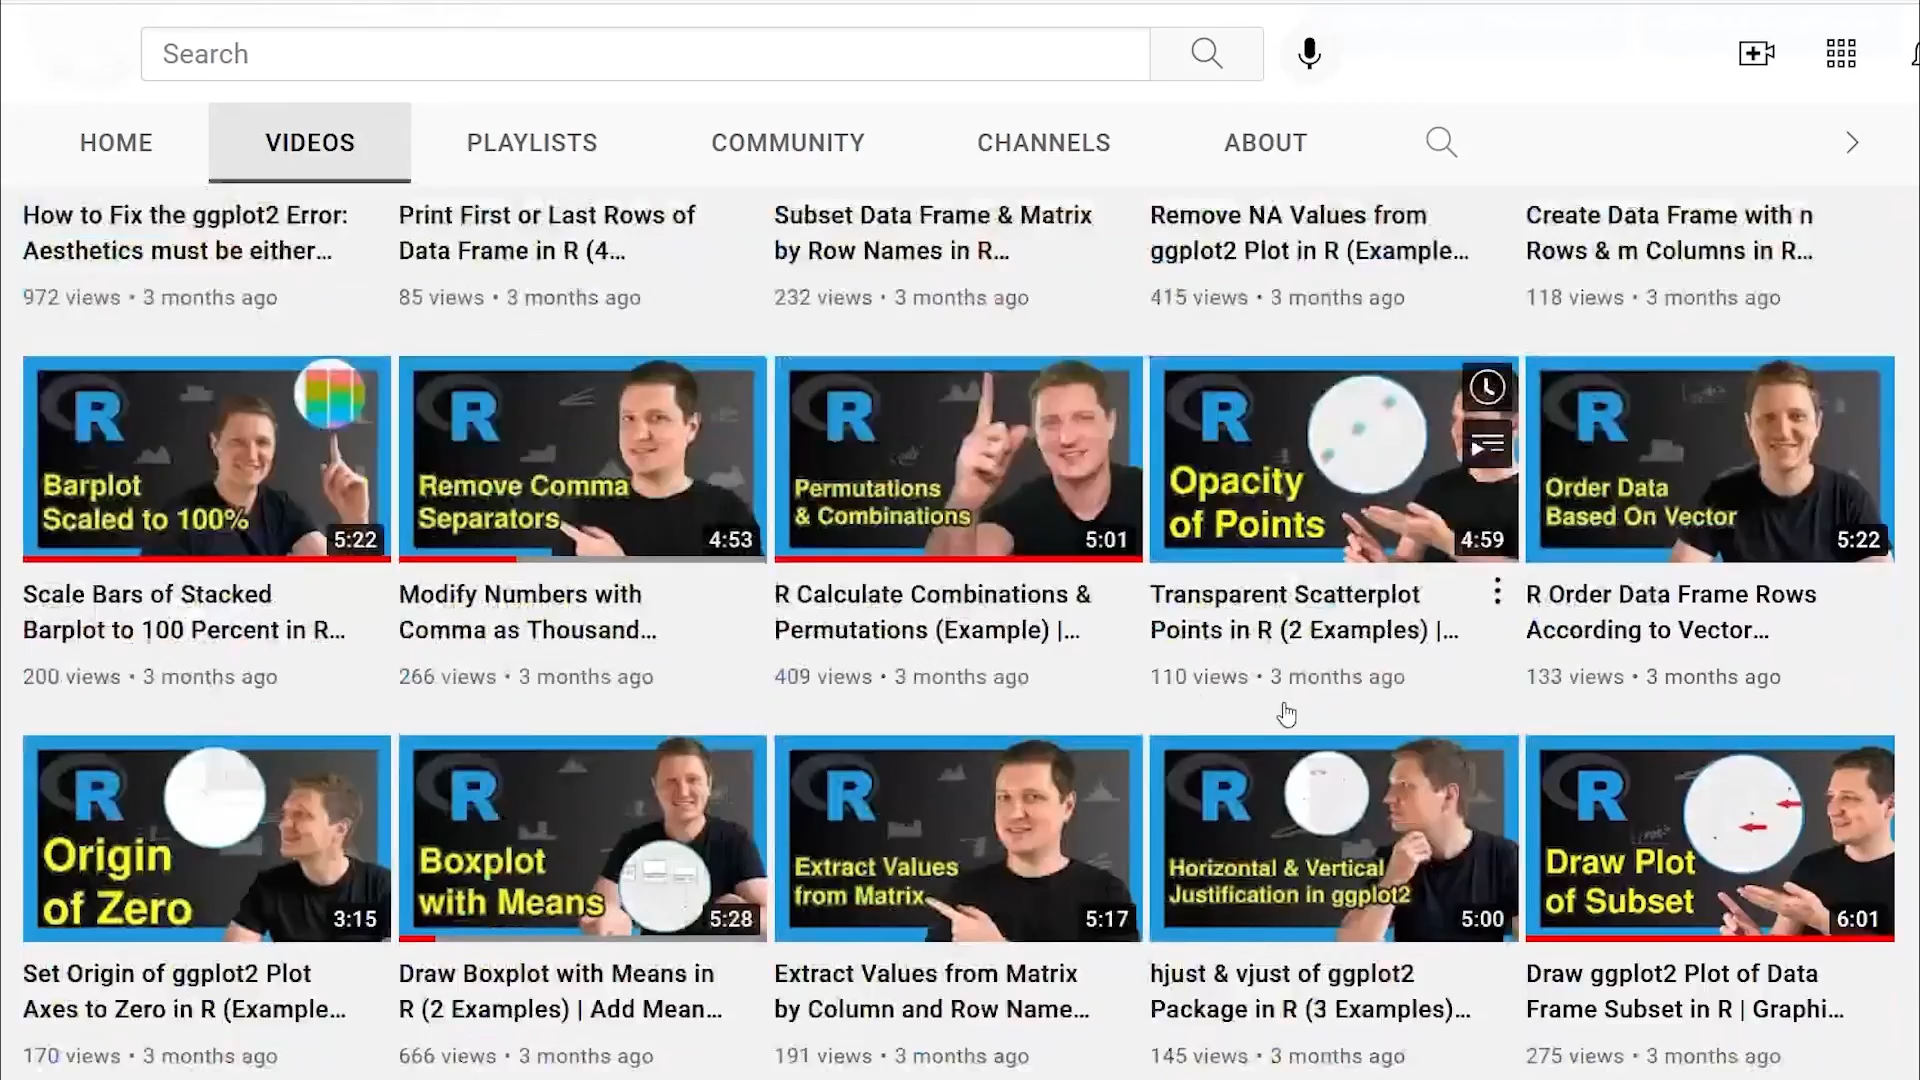 Search
HOME
VIDEOS
PLAYLISTS
COMMUNITY
CHANNELS
ABOUT
How to Fix the ggplot2 Error:
Aesthetics must be either...
972 views • 3 months ago
Print First or Last Rows of
Data Frame in R (4...
85 views • 3 months ago
Subset Data Frame & Matrix
by Row Names in R...
232 views • 3 months ago
Remove NA Values from
ggplot2 Plot in R (Example...
415 views • 3 months ago
Create Data Frame with n
Rows & m Columns in R...
118 views • 3 months ago
R
Barplot
Scaled to 100%
5:22
Scale Bars of Stacked
Barplot to 100 Percent in R...
200 views • 3 months ago
R
Remove Comma
Separators
4:53
Modify Numbers with
Comma as Thousand...
266 views • 3 months ago
R
Permutations
& Combinations
5:01
R Calculate Combinations &
Permutations (Example) |...
409 views • 3 months ago
R
Opacity
of Points
4:59
Transparent Scatterplot
Points in R (2 Examples) |...
110 views • 3 months ago
R
Order Data
Based On Vector
5:22
R Order Data Frame Rows
According to Vector...
133 views • 3 months ago
R
Origin
of Zero
3:15
Set Origin of ggplot2 Plot
Axes to Zero in R (Example...
170 views • 3 months ago
R
Boxplot
with Means
5:28
Draw Boxplot with Means in
R (2 Examples) | Add Mean...
666 views • 3 months ago
R
Extract Values
from Matrix
5:17
Extract Values from Matrix
by Column and Row Name...
191 views • 3 months ago
R
Horizontal & Vertical
Justification in ggplot2
5:00
hjust & vjust of ggplot2
Package in R (3 Examples)...
145 views • 3 months ago
R
Draw Plot
of Subset
6:01
Draw ggplot2 Plot of Data
Frame Subset in R | Graphi...
275 views • 3 months ago